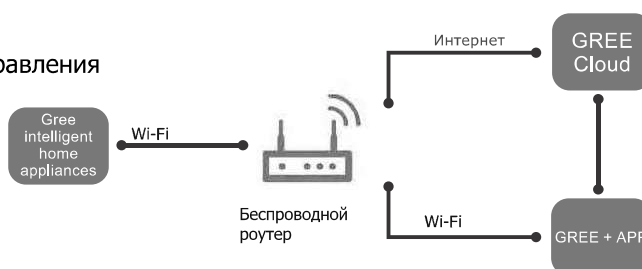 Интернет
GREE
Cloud
равления
Gree
intelligent
home
appliances
Wi-Fi
Беспроводной
роутер
Wi-Fi
GREE + APP